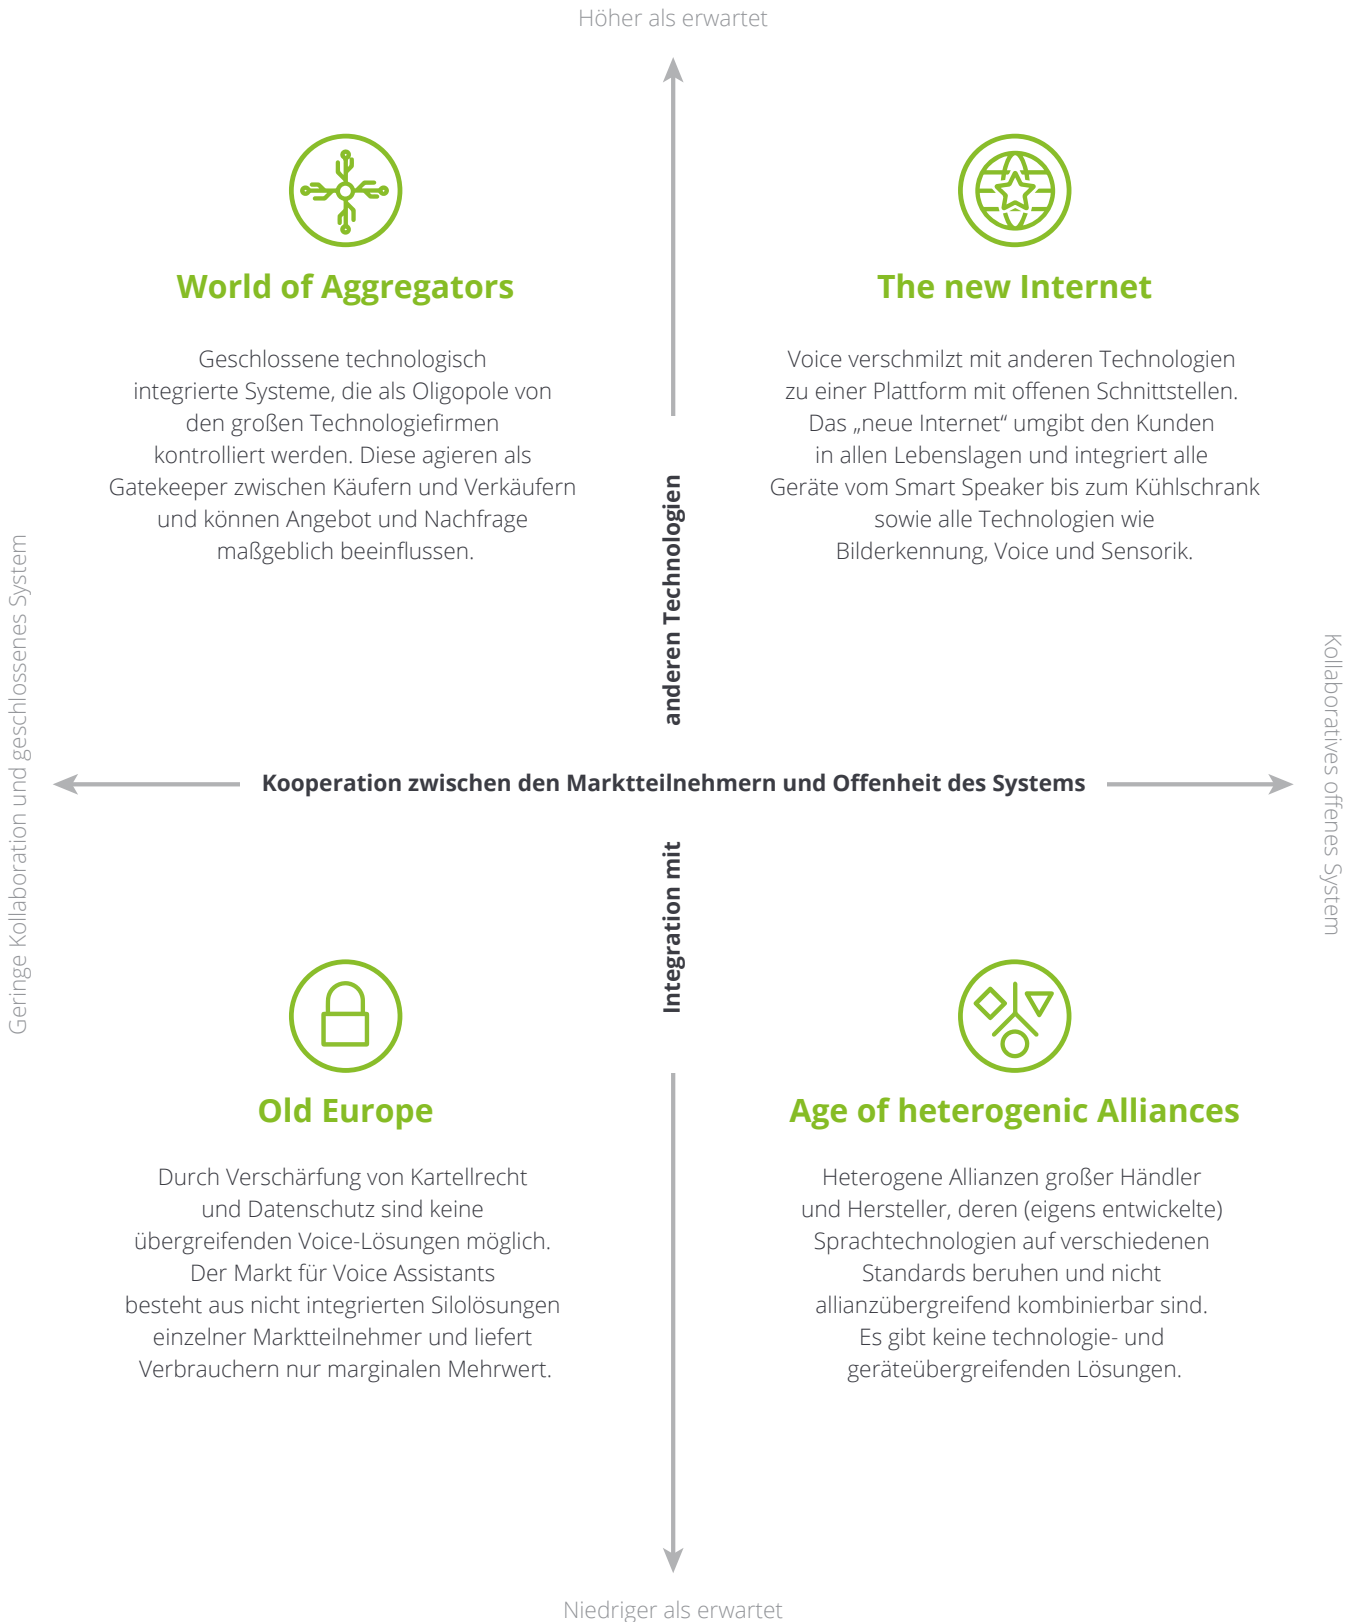 Höher als erwartet
World of Aggregators
Geschlossene technologisch
integrierte Systeme, die als Oligopole von
den großen Technologiefirmen
kontrolliert werden. Diese agieren als
Gatekeeper zwischen Käufern und Verkäufern
und können Angebot und Nachfrage
maßgeblich beeinflussen.
The new Internet
Voice verschmilzt mit anderen Technologien
zu einer Plattform mit offenen Schnittstellen.
Das „neue Internet“ umgibt den Kunden
in allen Lebenslagen und integriert alle
Geräte vom Smart Speaker bis zum Kühlschrank
sowie alle Technologien wie
Bilderkennung, Voice und Sensorik.
Geringe Kollaboration und geschlossenes System
Kooperation zwischen den Marktteilnehmern und Offenheit des Systems
Kollaboratives offenes System
Integration mit anderen Technologien
Old Europe
Durch Verschärfung von Kartellrecht
und Datenschutz sind keine
übergreifenden Voice-Lösungen möglich.
Der Markt für Voice Assistants
besteht aus nicht integrierten Silolösungen
einzelner Marktteilnehmer und liefert
Verbrauchern nur marginalen Mehrwert.
Age of heterogenic Alliances
Heterogene Allianzen großer Händler
und Hersteller, deren (eigens entwickelte)
Sprachtechnologien auf verschiedenen
Standards beruhen und nicht
allianzübergreifend kombinierbar sind.
Es gibt keine technologie- und
geräteübergreifenden Lösungen.
Niedriger als erwartet